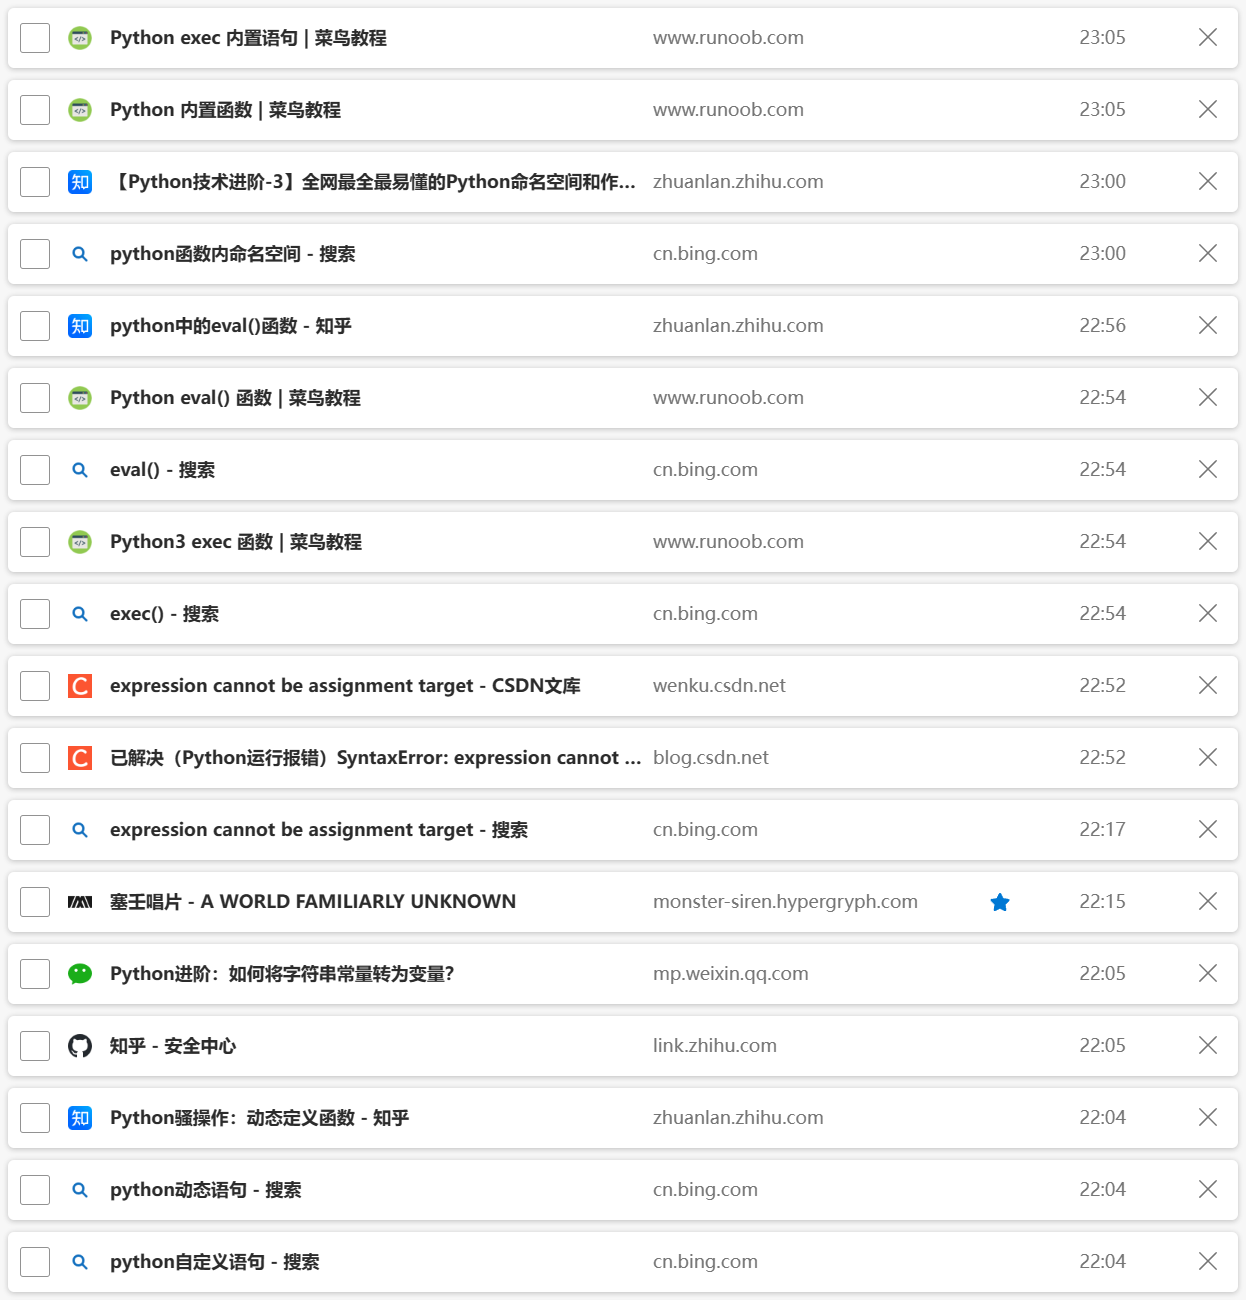 Python exec 内置语句 | 菜鸟教程 www.runoob.com 23:05
Python 内置函数 | 菜鸟教程 www.runoob.com 23:05
知 【Python技术进阶-3】全网最全最易懂的Python命名空间和作... zhuanlan.zhihu.com 23:00
python函数内命名空间 - 搜索 cn.bing.com 23:00
知 python中的eval()函数 - 知乎 zhuanlan.zhihu.com 22:56
Python eval() 函数 | 菜鸟教程 www.runoob.com 22:54
eval() - 搜索 cn.bing.com 22:54
Python3 exec 函数 | 菜鸟教程 www.runoob.com 22:54
exec() - 搜索 cn.bing.com 22:54
C expression cannot be assignment target - CSDN文库 wenku.csdn.net 22:52
C 已解决（Python运行报错）SyntaxError: expression cannot ... blog.csdn.net 22:52
expression cannot be assignment target - 搜索 cn.bing.com 22:17
塞壬唱片 - A WORLD FAMILIARLY UNKNOWN monster-siren.hypergryph.com 22:15
Python进阶：如何将字符串常量转为变量？ mp.weixin.qq.com 22:05
知乎 - 安全中心 link.zhihu.com 22:05
知 Python骚操作：动态定义函数 - 知乎 zhuanlan.zhihu.com 22:04
python动态语句 - 搜索 cn.bing.com 22:04
python自定义语句 - 搜索 cn.bing.com 22:04